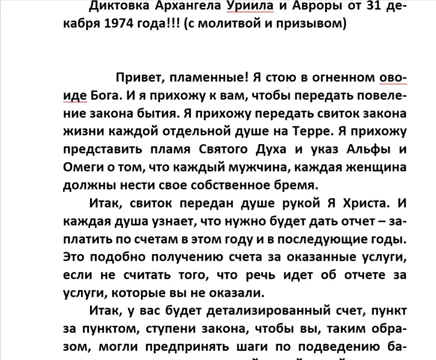 Диктовка Архангела Уриила и Авроры от 31 де-
кабря 1974 года!!! (с молитвой и призывом)
Привет, пламенные! Я стою в огненном ово-
иде Бога. И я прихожу к вам, чтобы передать повеле-
ние закона бытия. Я прихожу передать свиток закона
жизни каждой отдельной душе на Терре. Я прихожу
представить пламя Святого Духа и указ Альфы и
Омеги о том, что каждый мужчина, каждая женщина
должны нести свое собственное бремя.
Итак, свиток передан душе рукой Я Христа. И
каждая душа узнает, что нужно будет дать отчет – за-
платить по счетам в этом году и в последующие годы.
Это подобно получению счета за оказанные услуги,
если не считать того, что речь идет об отчете за
услуги, которые вы не оказали.
Итак, у вас будет детализированный счет, пункт
за пунктом, ступени закона, чтобы вы, таким обра-
зом, могли предпринять шаги по подведению ба-